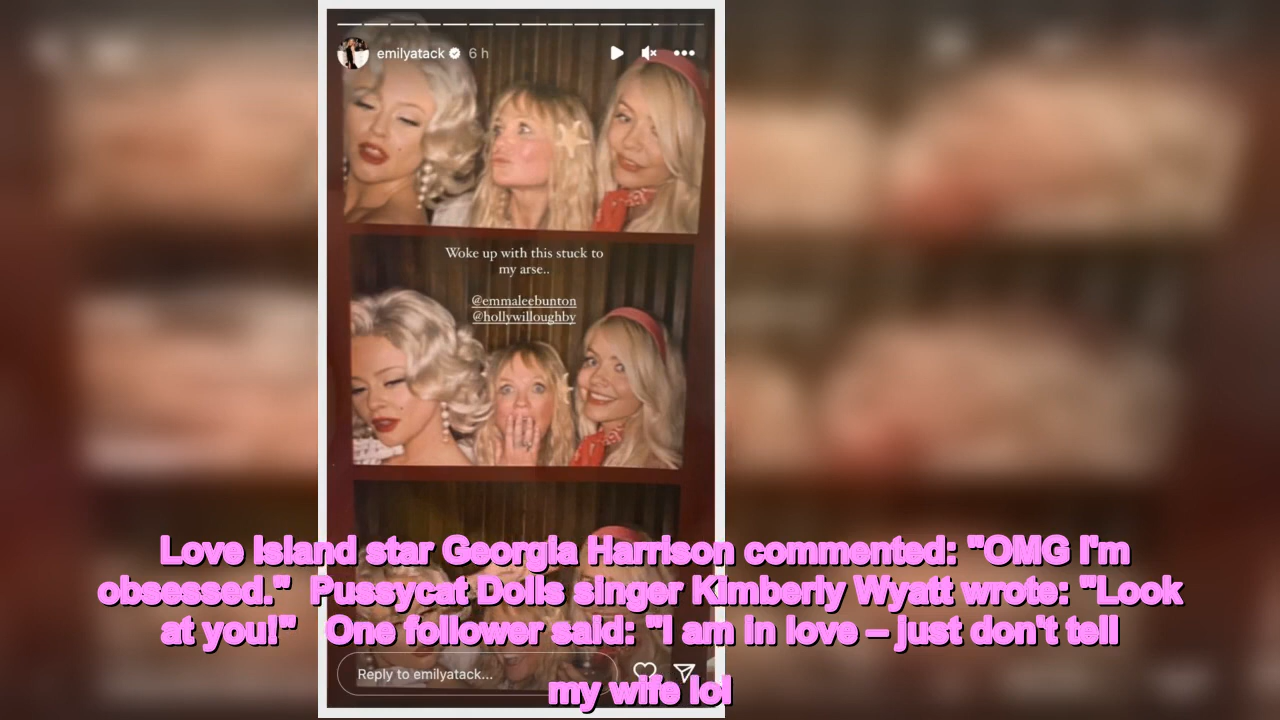 emilyatack 6 h
Woke up with this stuck to
my arse..
@emmaleebunton
@hollywilloughby
Love Island star Georgia Harrison commented: "OMG I'm
obsessed."  Pussycat Dolls singer Kimberly Wyatt wrote: "Look
at you!"   One follower said: "I am in love – just don't tell
Reply to emilyatack...
my wife lol